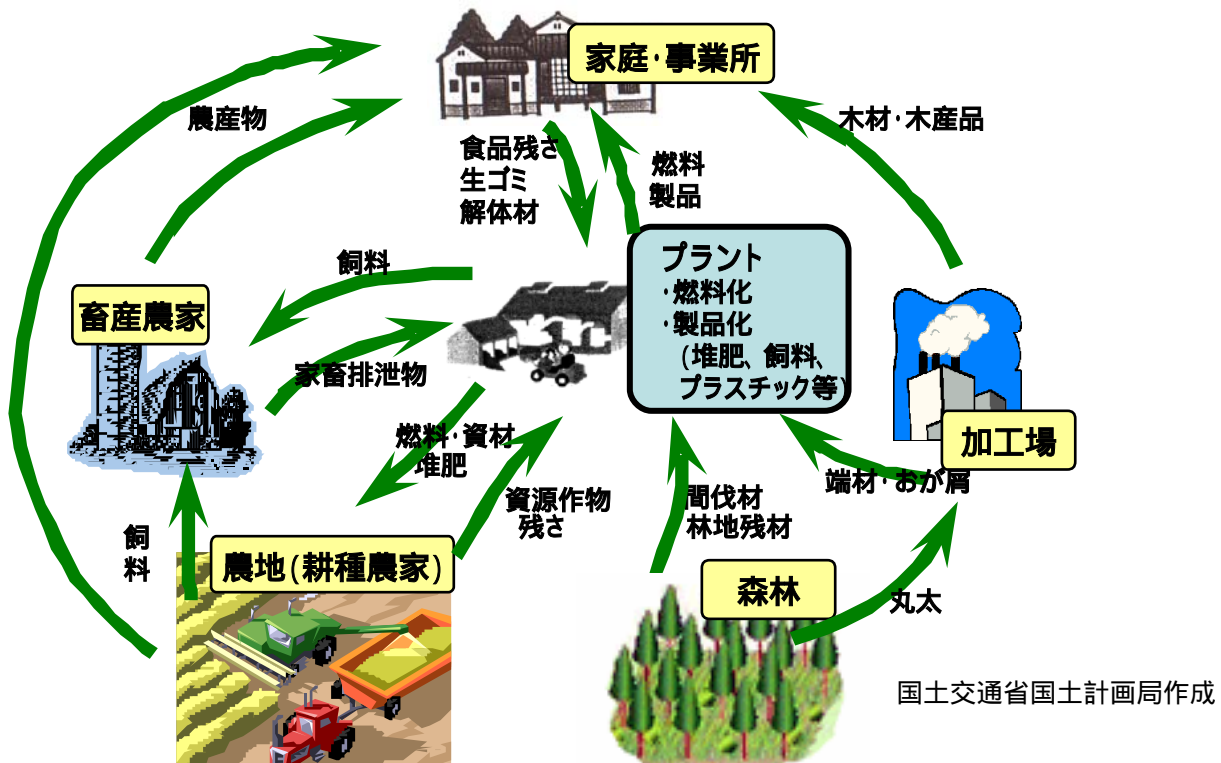 家庭・事業所
農産物
木材・木産品
食品残さ
生ゴミ
解体材
燃料
製品
飼料
プラント
・燃料化
・製品化
(堆肥、飼料、
プラスチック等)
畜産農家
家畜排泄物
燃料・資材
堆肥
加工場
端材・おが屑
資源作物
残さ
間伐材
林地残材
飼
料
農地(耕種農家)
森林
丸太
国土交通省国土計画局作成